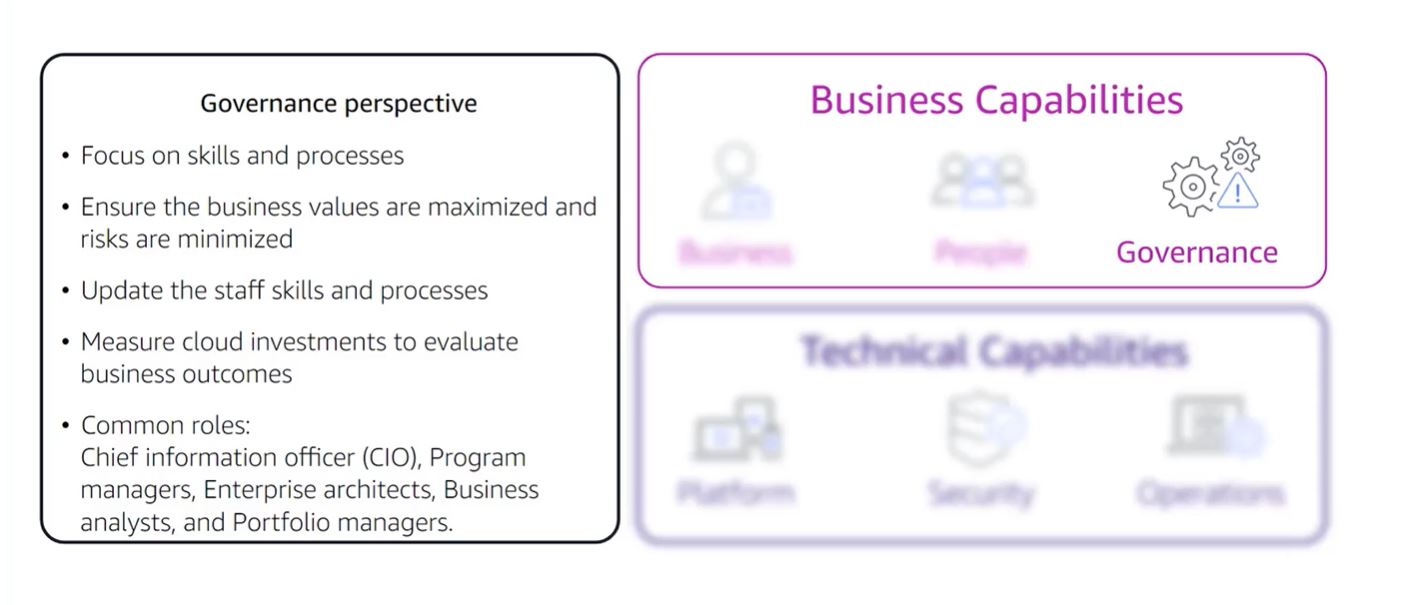 Governance perspective
• Focus on skills and processes
• Ensure the business values are maximized and
risks are minimized
• Update the staff skills and processes
• Measure cloud investments to evaluate
business outcomes
• Common roles:
Chief information officer (CIO), Program
managers, Enterprise architects, Business
analysts, and Portfolio managers.
Business Capabilities
Business
People
Governance
Technical Capabilities
Platform
Security
Operations